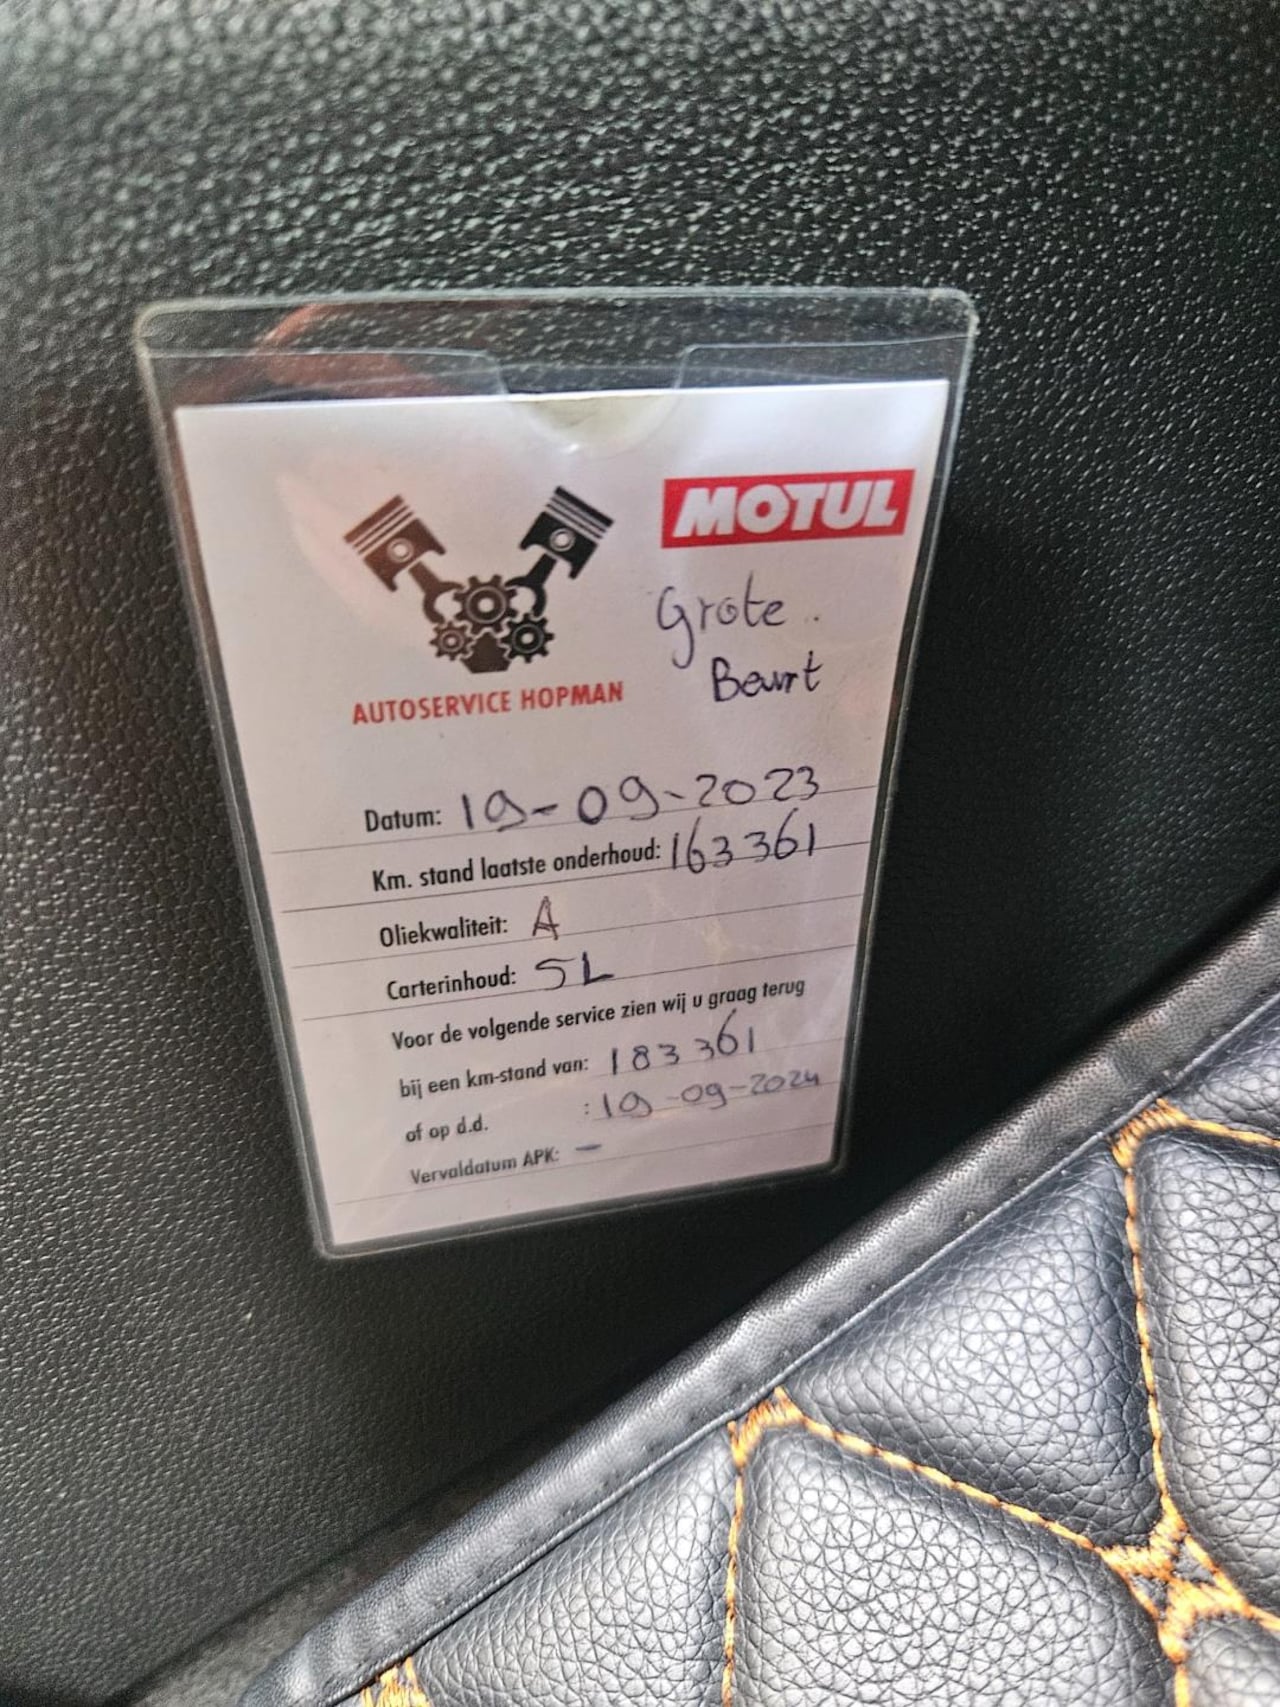 MOTUL
Grote
Beurt
AUTOSERVICE HOPMAN
Datum: 19-09-2023
Km. stand laatste onderhoud: 163361
Oliekwaliteit: A
Carterinhoud: 5L
Voor de volgende service zien wij u graag terug
bij een km-stand van: 183361
of op d.d. : 19-09-2024
Vervaldatum APK: -